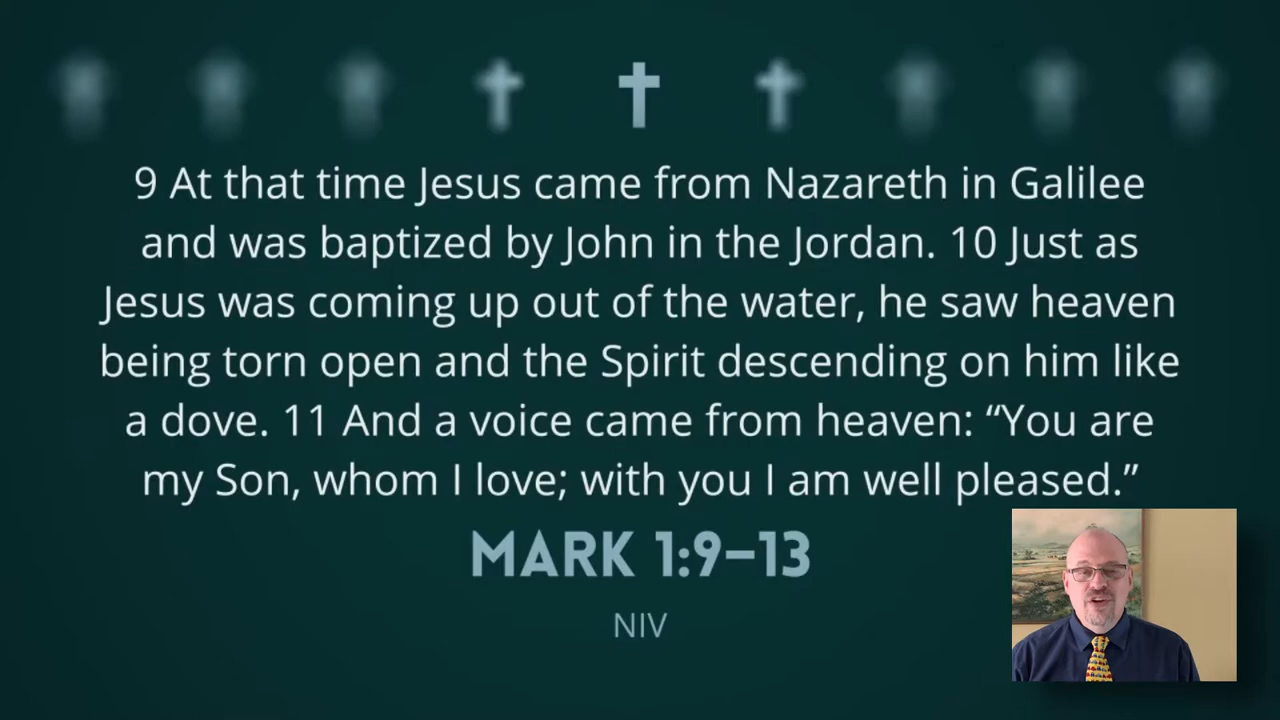 9 At that time Jesus came from Nazareth in Galilee
and was baptized by John in the Jordan. 10 Just as
Jesus was coming up out of the water, he saw heaven
being torn open and the Spirit descending on him like
a dove. 11 And a voice came from heaven: “You are
my Son, whom I love; with you I am well pleased.”
MARK 1:9–13
NIV